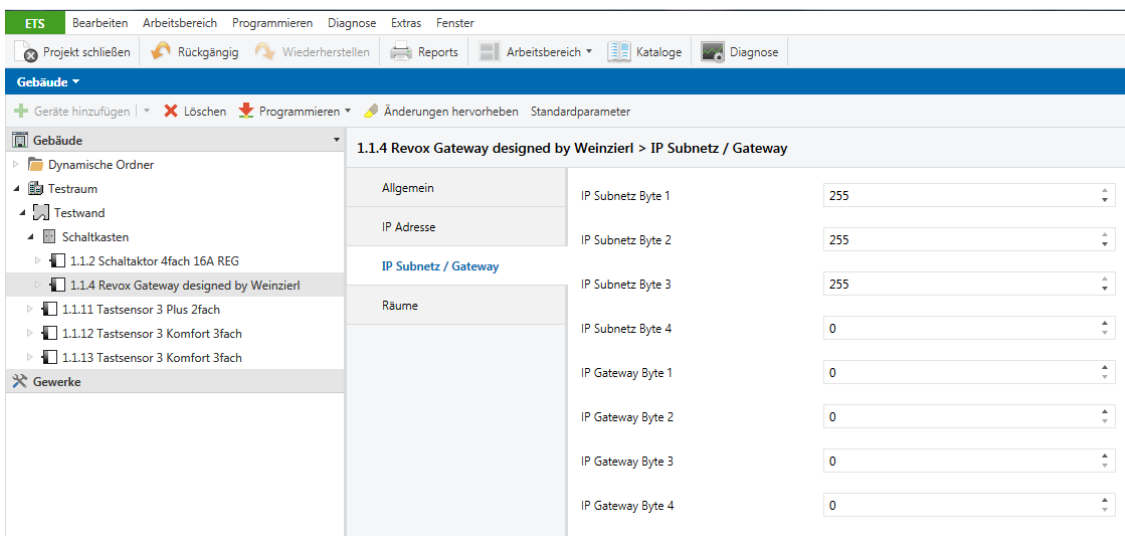 ETS Bearbeiten Arbeitsbereich Programmieren Diagnose Extras Fenster
Projekt schließen Rückgängig Wiederherstellen Reports Arbeitsbereich Kataloge Diagnose
Gebäude
Geräte hinzufügen Löschen Programmieren Änderungen hervorheben Standardparameter
Gebäude
Dynamische Ordner
Testraum
Testwand
Schaltkasten
1.1.2 Schaltaktor 4fach 16A REG
1.1.4 Revox Gateway designed by Weinzierl
1.1.11 Tastsensor 3 Plus 2fach
1.1.12 Tastsensor 3 Komfort 3fach
1.1.13 Tastsensor 3 Komfort 3fach
Gewerke
1.1.4 Revox Gateway designed by Weinzierl > IP Subnetz / Gateway
Allgemein
IP Adresse
IP Subnetz / Gateway
Räume
IP Subnetz Byte 1 255
IP Subnetz Byte 2 255
IP Subnetz Byte 3 255
IP Subnetz Byte 4 0
IP Gateway Byte 1 0
IP Gateway Byte 2 0
IP Gateway Byte 3 0
IP Gateway Byte 4 0